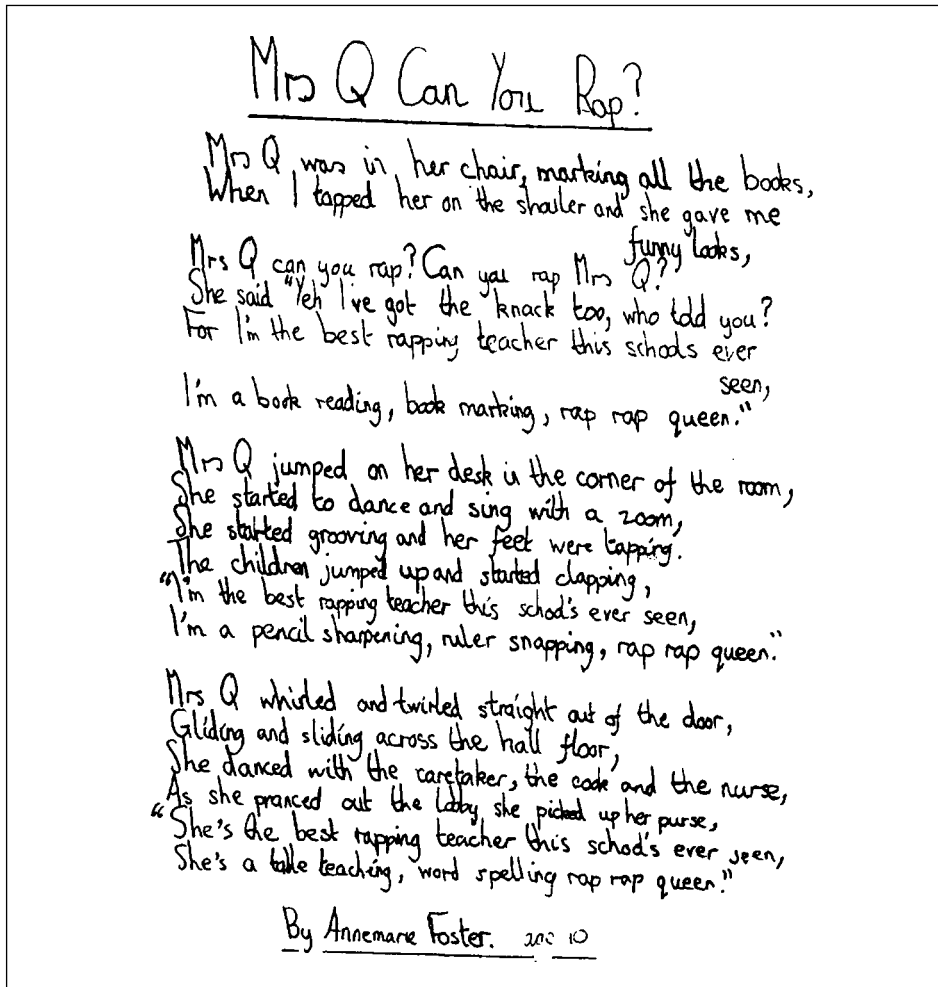 Mrs Q Can You Rap?
Mrs Q was in her chair, marking all the books,
When I tapped her on the shouler and she gave me
funny looks,
Mrs Q can you rap? Can you rap Mrs Q?
She said "Yeh I've got the knack too, who told you?
For I'm the best rapping teacher this schools ever
seen,
I'm a book reading, book marking, rap rap queen."
Mrs Q jumped on her desk in the corner of the room,
She started to dance and sing with a zoom,
She started grooving and her feet were tapping.
The children jumped up and started clapping,
"I'm the best rapping teacher this school's ever seen,
I'm a pencil sharpening, ruler snapping, rap rap queen."
Mrs Q whirled and twirled straight out of the door,
Gliding and sliding across the hall floor,
She danced with the caretaker, the cook and the nurse,
As she pranced out the lobby she picked up her purse,
"She's the best rapping teacher this school's ever seen,
She's a teaching, word spelling rap rap queen."
By Annemarie Foster. 10